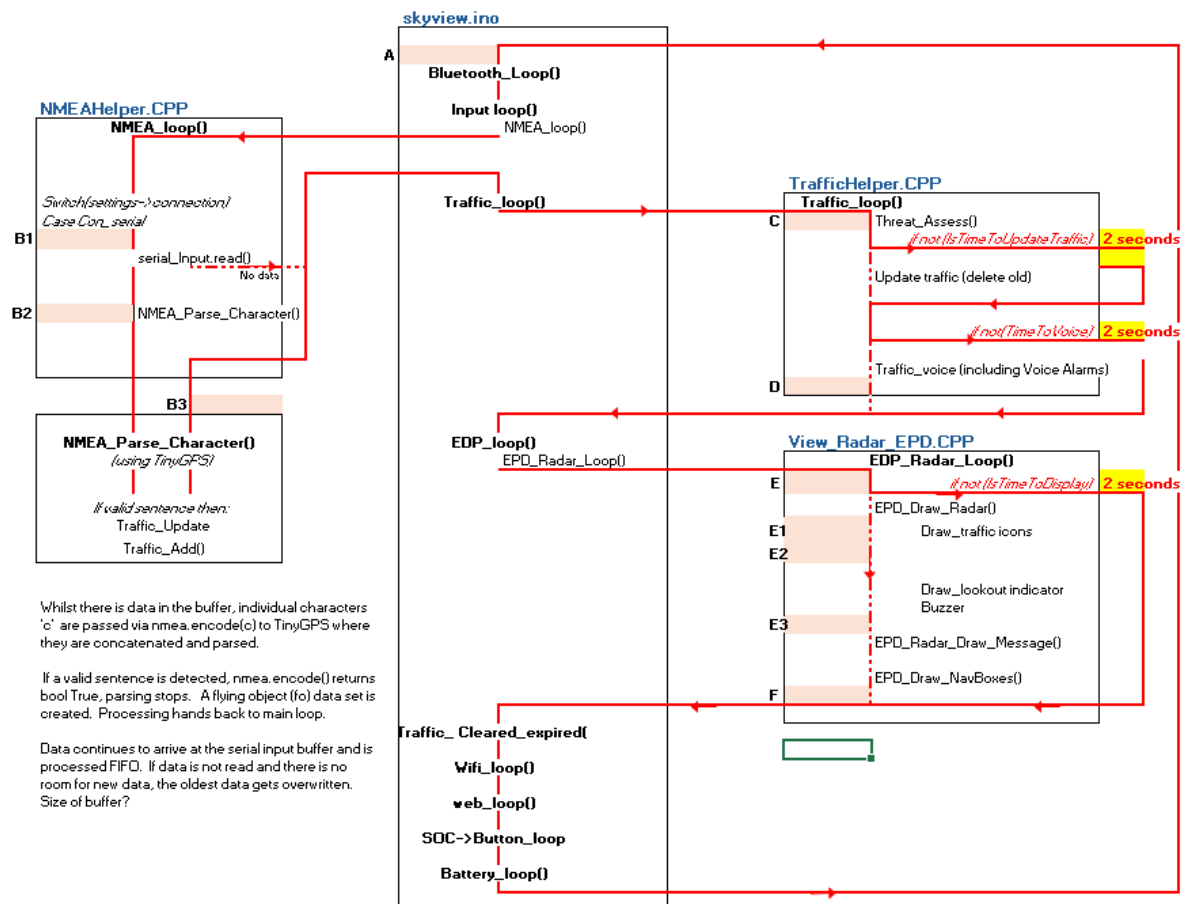 skyview.ino
A
Bluetooth_Loop()
Input loop()
NMEA_loop()
NMEAHelper.CPP
NMEA_loop()
Switch(settings->connection)
Case Con_serial
B1
serial_Input.read()
No data
B2
NMEA_Parse_Character()
B3
NMEA_Parse_Character()
(using TinyGPS)
If valid sentence then:
Traffic_Update
Traffic_Add()
Whilst there is data in the buffer, individual characters
'c' are passed via nmea.encode(c) to TinyGPS where
they are concatenated and parsed.
If a valid sentence is detected, nmea.encode() returns
bool True, parsing stops. A flying object (fo) data set is
created. Processing hands back to main loop.
Data continues to arrive at the serial input buffer and is
processed FIFO. If data is not read and there is no
room for new data, the oldest data gets overwritten.
Size of buffer?
Traffic_loop()
TrafficHelper.CPP
Traffic_loop()
C
Threat_Assess()
if not (IsTimeToUpdateTraffic)
2 seconds
Update traffic (delete old)
if not(TimeToVoice)
2 seconds
Traffic_voice (including Voice Alarms)
D
EDP_loop()
EPD_Radar_Loop()
View_Radar_EPD.CPP
EDP_Radar_Loop()
E
if not (IsTimeToDisplay)
2 seconds
EPD_Draw_Radar()
E1
Draw_traffic icons
E2
Draw_lookout indicator
Buzzer
E3
EPD_Radar_Draw_Message()
EPD_Draw_NavBoxes()
F
Traffic_ Cleared_expired(
Wifi_loop()
web_loop()
SOC->Button_loop
Battery_loop()